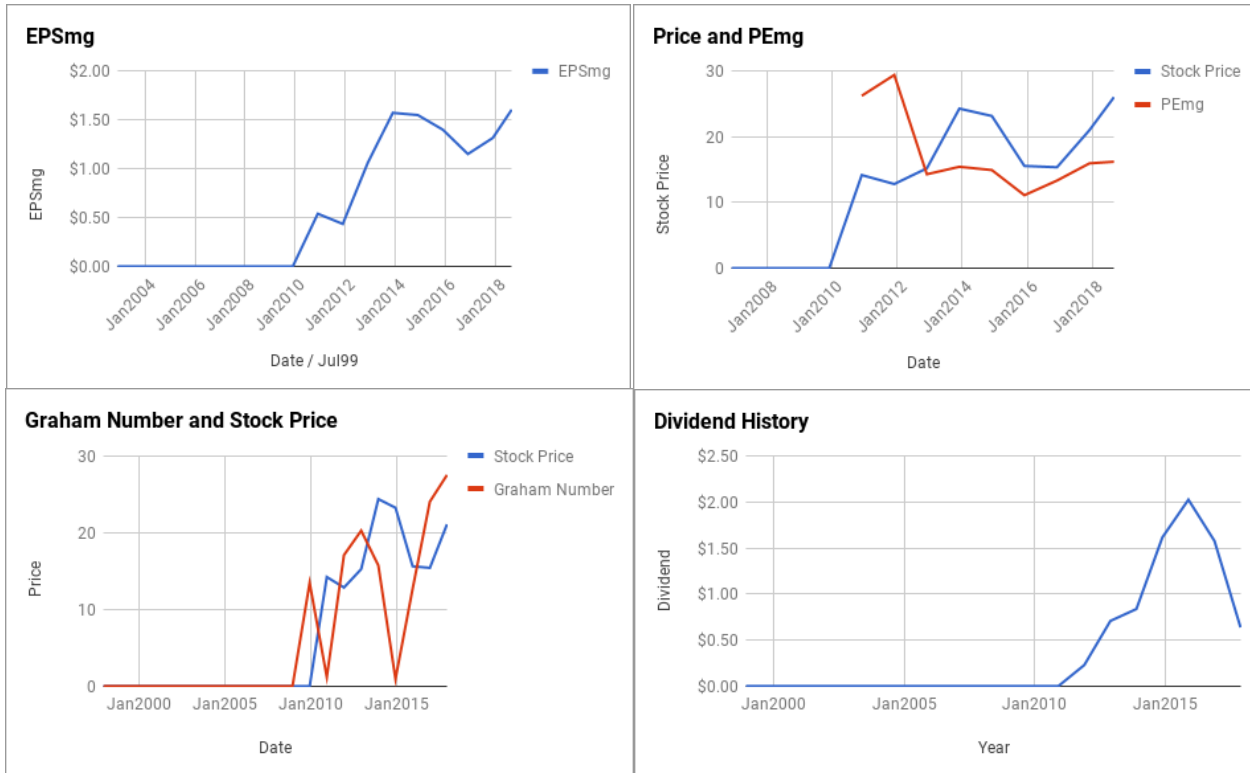 EPSmg
EPSmg
$2.00
$1.50
$1.00
$0.50
$0.00
EPSmg
Jan2004
Jan2006
Jan2008
Jan2010
Jan2012
Jan2014
Jan2016
Jan2018
Date / Jul99
Price and PEmg
Stock Price
PEmg
30
20
10
0
Stock Price
Jan2008
Jan2010
Jan2012
Jan2014
Jan2016
Jan2018
Date
Graham Number and Stock Price
Stock Price
Graham Number
30
20
10
0
Price
Jan2000 Jan2005 Jan2010 Jan2015
Date
Dividend History
$2.50
$2.00
$1.50
$1.00
$0.50
$0.00
Dividend
Jan2000 Jan2005 Jan2010 Jan2015
Year